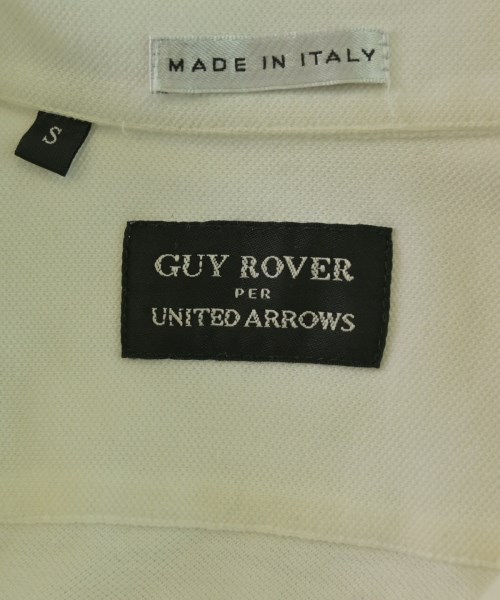 MADE IN ITALY
S
GUY ROVER
PER
UNITED ARROWS